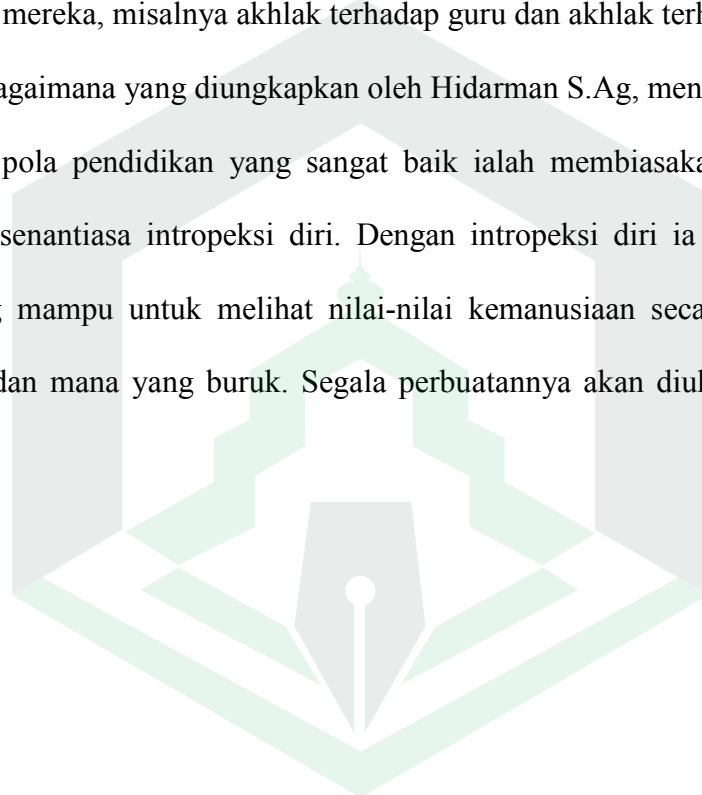 mereka, misalnya akhlak terhadap guru dan akhlak terh
agaimana yang diungkapkan oleh Hidarman S.Ag, men
pola pendidikan yang sangat baik ialah membiasaka
senantiasa intropeksi diri. Dengan intropeksi diri ia
mampu untuk melihat nilai-nilai kemanusiaan seca
dan mana yang buruk. Segala perbuatannya akan diul